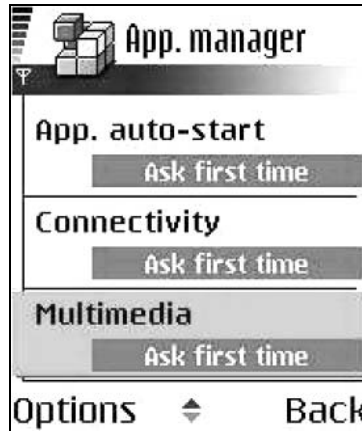 App. manager
App. auto-start
Ask first time
Connectivity
Ask first time
Multimedia
Ask first time
Options Back